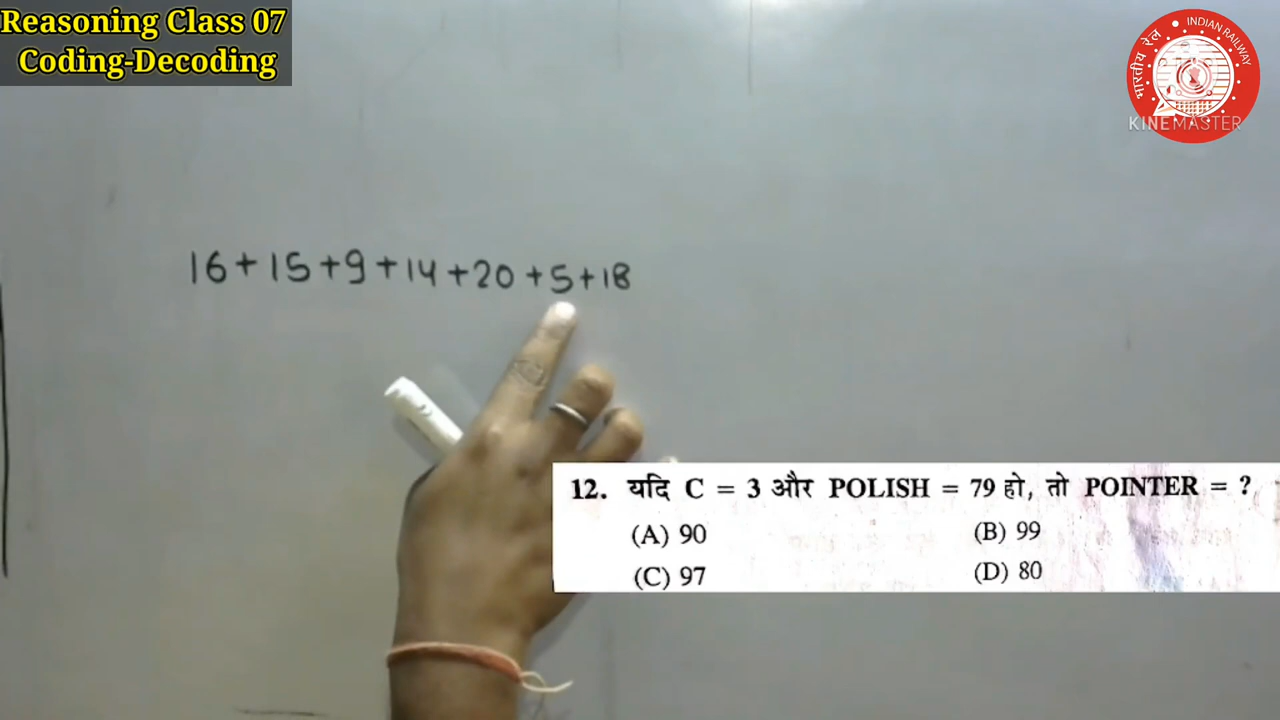 Reasoning Class 07
Coding-Decoding
भारतीय रेल INDIAN RAILWAY
KINEMASTER
16+15+9+14+20+5+18
12. यदि C = 3 और POLISH = 79 हो, तो POINTER = ?
(A) 90 (B) 99
(C) 97 (D) 80